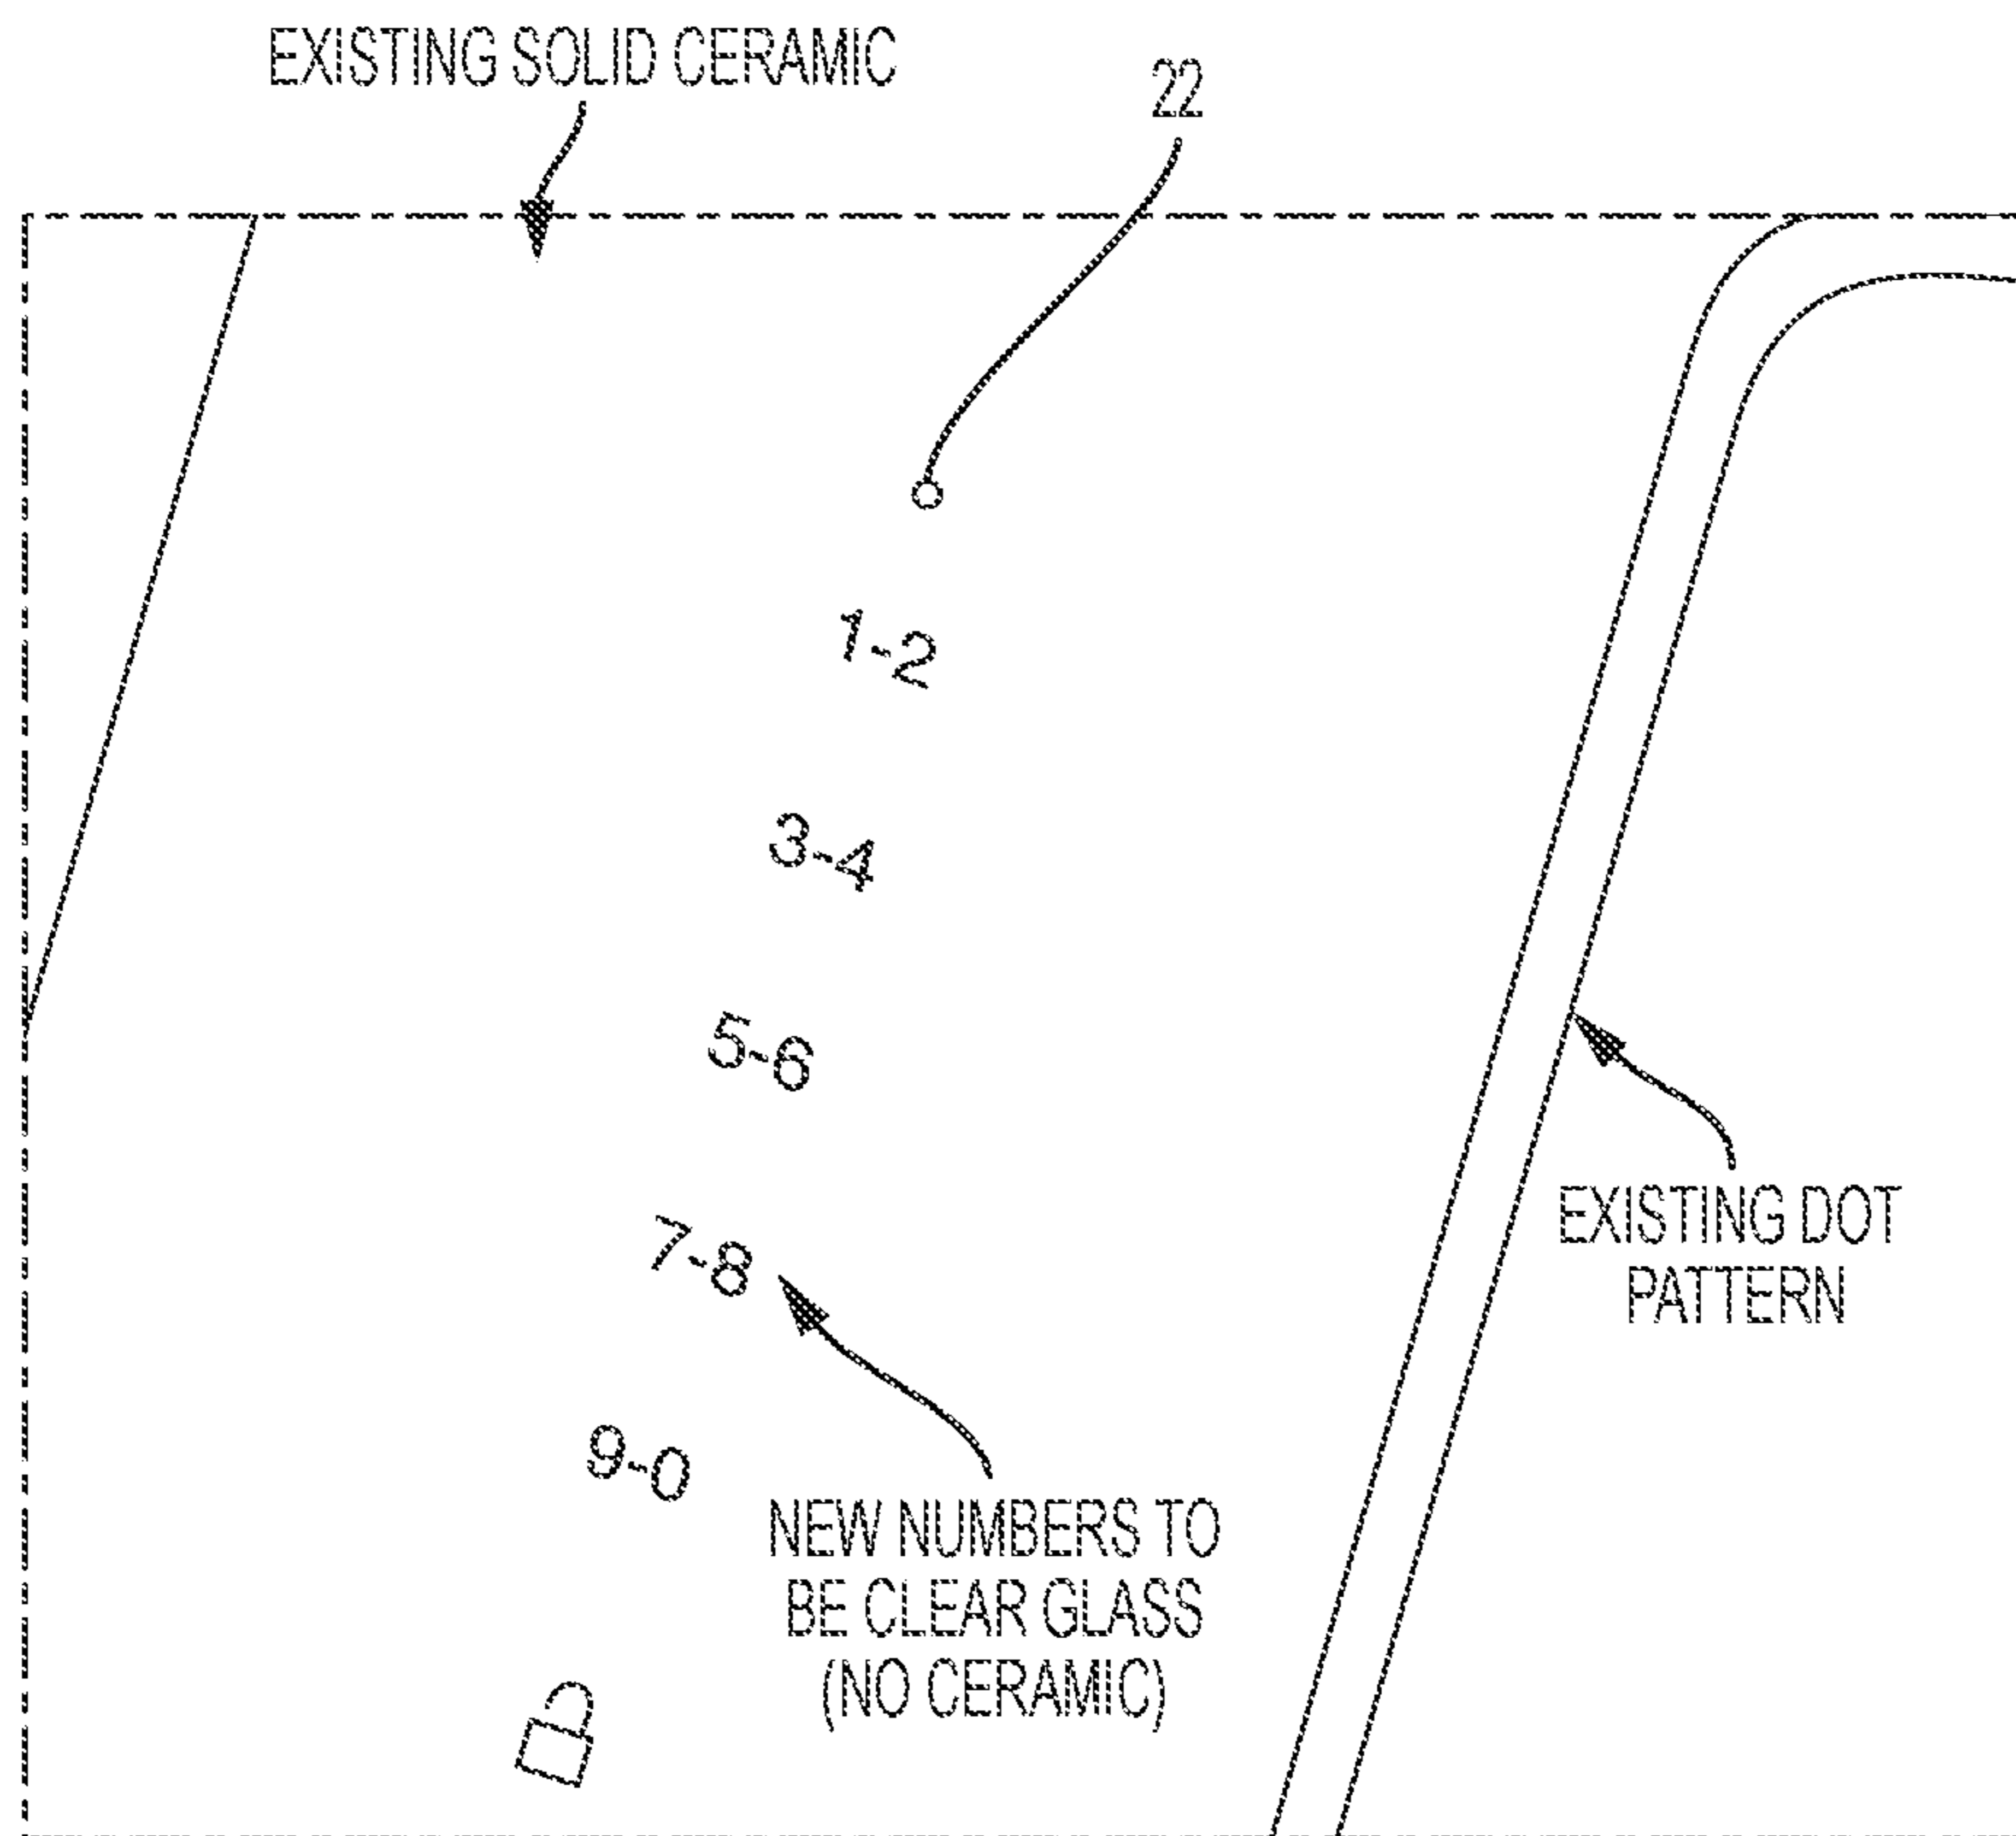 EXISTING SOLID CERAMIC
22
1-2
3-4
5-6
7-8
EXISTING DOT
PATTERN
9-0
NEW NUMBERS TO
BE CLEAR GLASS
(NO CERAMIC)